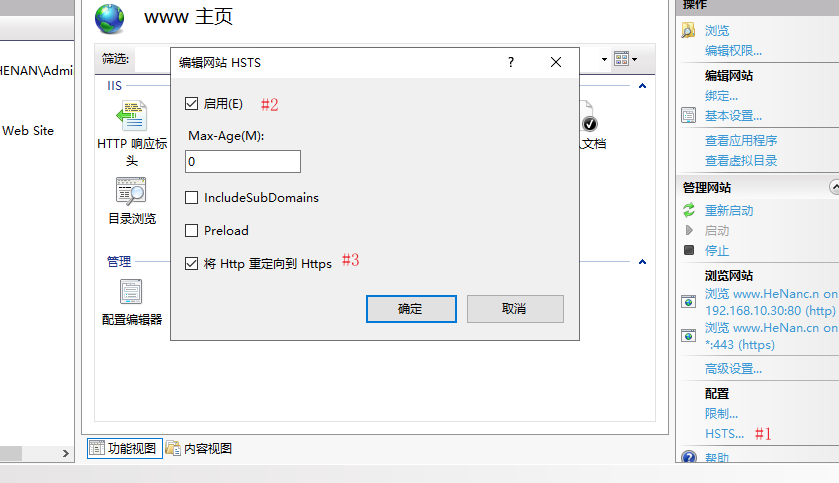 www 主页
筛选:
HENAN\Admi
Web Site
IIS
HTTP 响应标
头
目录浏览
管理
配置编辑器
人文档
编辑网站 HSTS
?
启用(E) #2
Max-Age(M):
0
IncludeSubDomains
Preload
将 Http 重定向到 Https #3
确定
取消
功能视图
内容视图
操作
浏览
编辑权限...
编辑网站
绑定...
基本设置...
查看应用程序
查看虚拟目录
管理网站
重新启动
启动
停止
浏览网站
浏览 www.HeNanc.n on
192.168.10.30:80 (http)
浏览 www.HeNan.cn on
*:443 (https)
高级设置...
配置
限制...
HSTS... #1
帮助